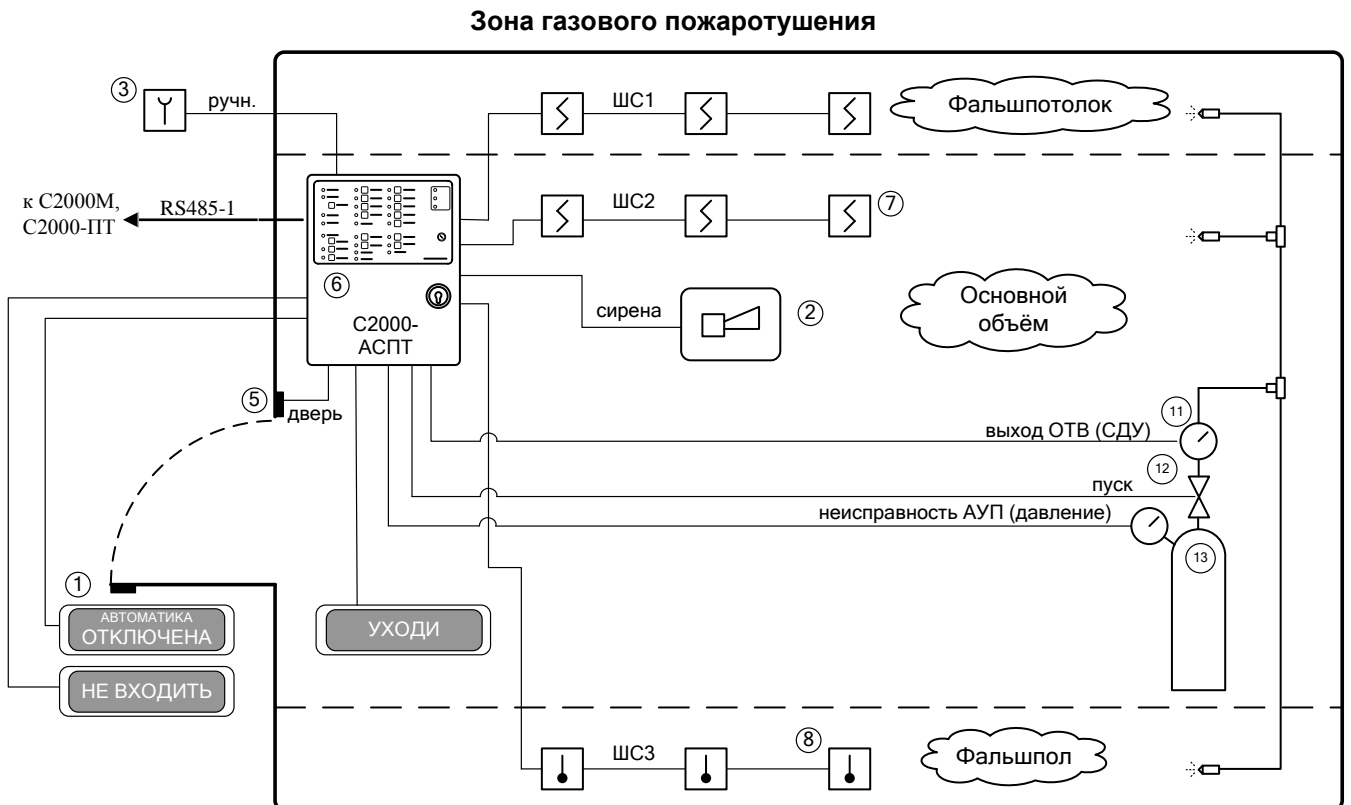 Зона газового пожаротушения
3
ручн.
ШС1
Фальшпотолок
к С2000М,
С2000-ПТ
RS485-1
ШС2
7
6
С2000-
АСПТ
сирена
2
Основной
объём
5
дверь
11
выход ОТВ (СДУ)
12
пуск
неисправность АУП (давление)
13
1
АВТОМАТИКА
ОТКЛЮЧЕНА
УХОДИ
НЕ ВХОДИТЬ
ШС3
8
Фальшпол